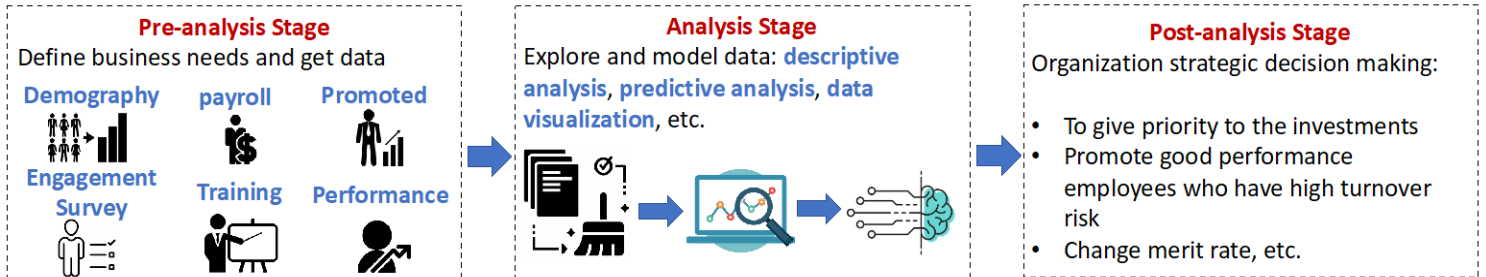 Pre-analysis Stage
Define business needs and get data
Demography
payroll
Promoted
Engagement
Survey
Training
Performance
Analysis Stage
Explore and model data: descriptive
analysis, predictive analysis, data
visualization, etc.
Post-analysis Stage
Organization strategic decision making:
• To give priority to the investments
• Promote good performance
employees who have high turnover
risk
• Change merit rate, etc.